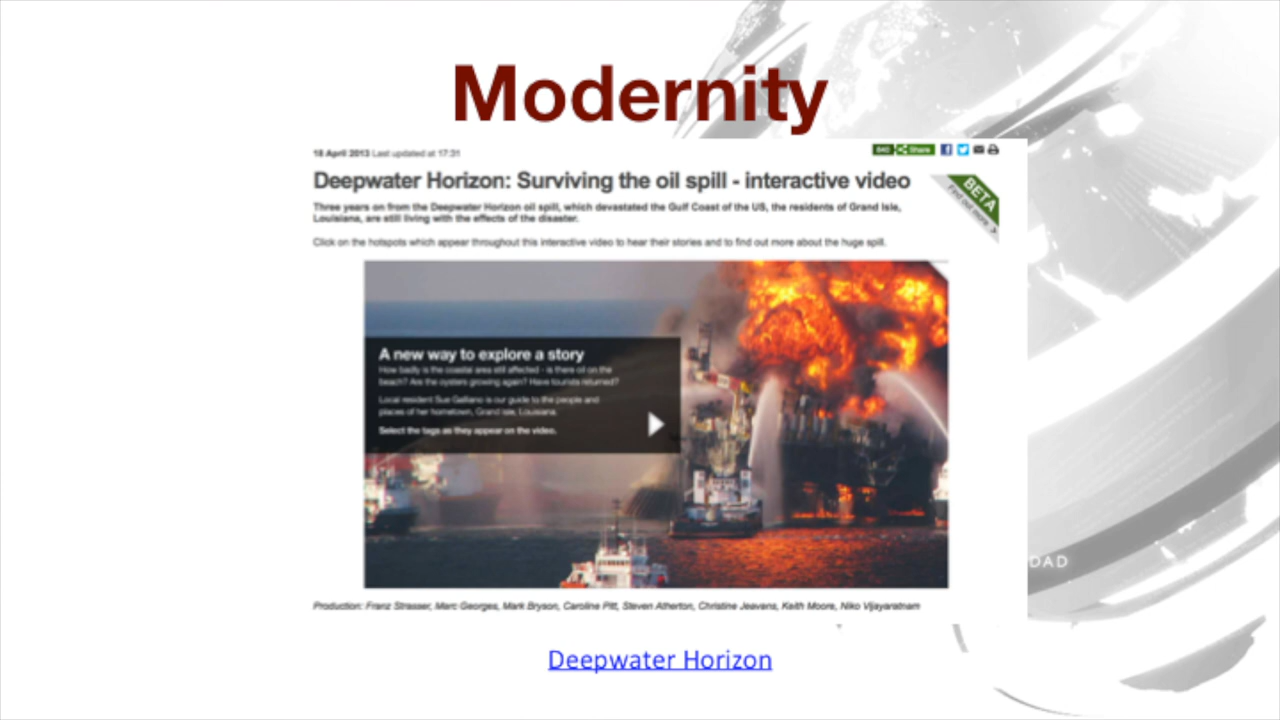 Modernity
18 April 2013 Last updated at 17:31
Share
Deepwater Horizon: Surviving the oil spill - interactive video
BETA
Find out more
Three years on from the Deepwater Horizon oil spill, which devastated the Gulf Coast of the US, the residents of Grand Isle,
Louisiana, are still living with the effects of the disaster.
Click on the hotspots which appear throughout this interactive video to hear their stories and to find out more about the huge spill.
A new way to explore a story
How badly is the coastal area still affected - is there oil on the
beach? Are the oysters growing again? Have tourists returned?
Local resident Sue Galliano is our guide to the people and
places of her hometown, Grand Isle, Louisiana.
Select the tags as they appear on the video.
DAD
Production: Franz Strasser, Marc Georges, Mark Bryson, Caroline Pitt, Steven Atherton, Christine Jeavans, Keith Moore, Niko Vijayaratnam
Deepwater Horizon